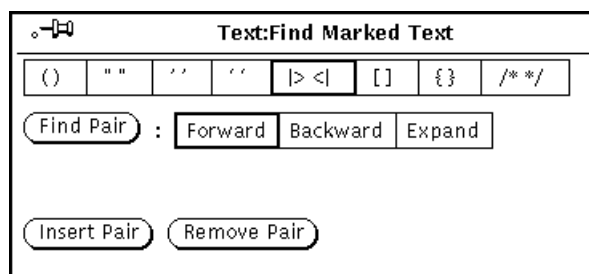 Text:Find Marked Text
() " " ' ' ‘ ‘ |> <| [] {} /* */
Find Pair : Forward Backward Expand
Insert Pair Remove Pair